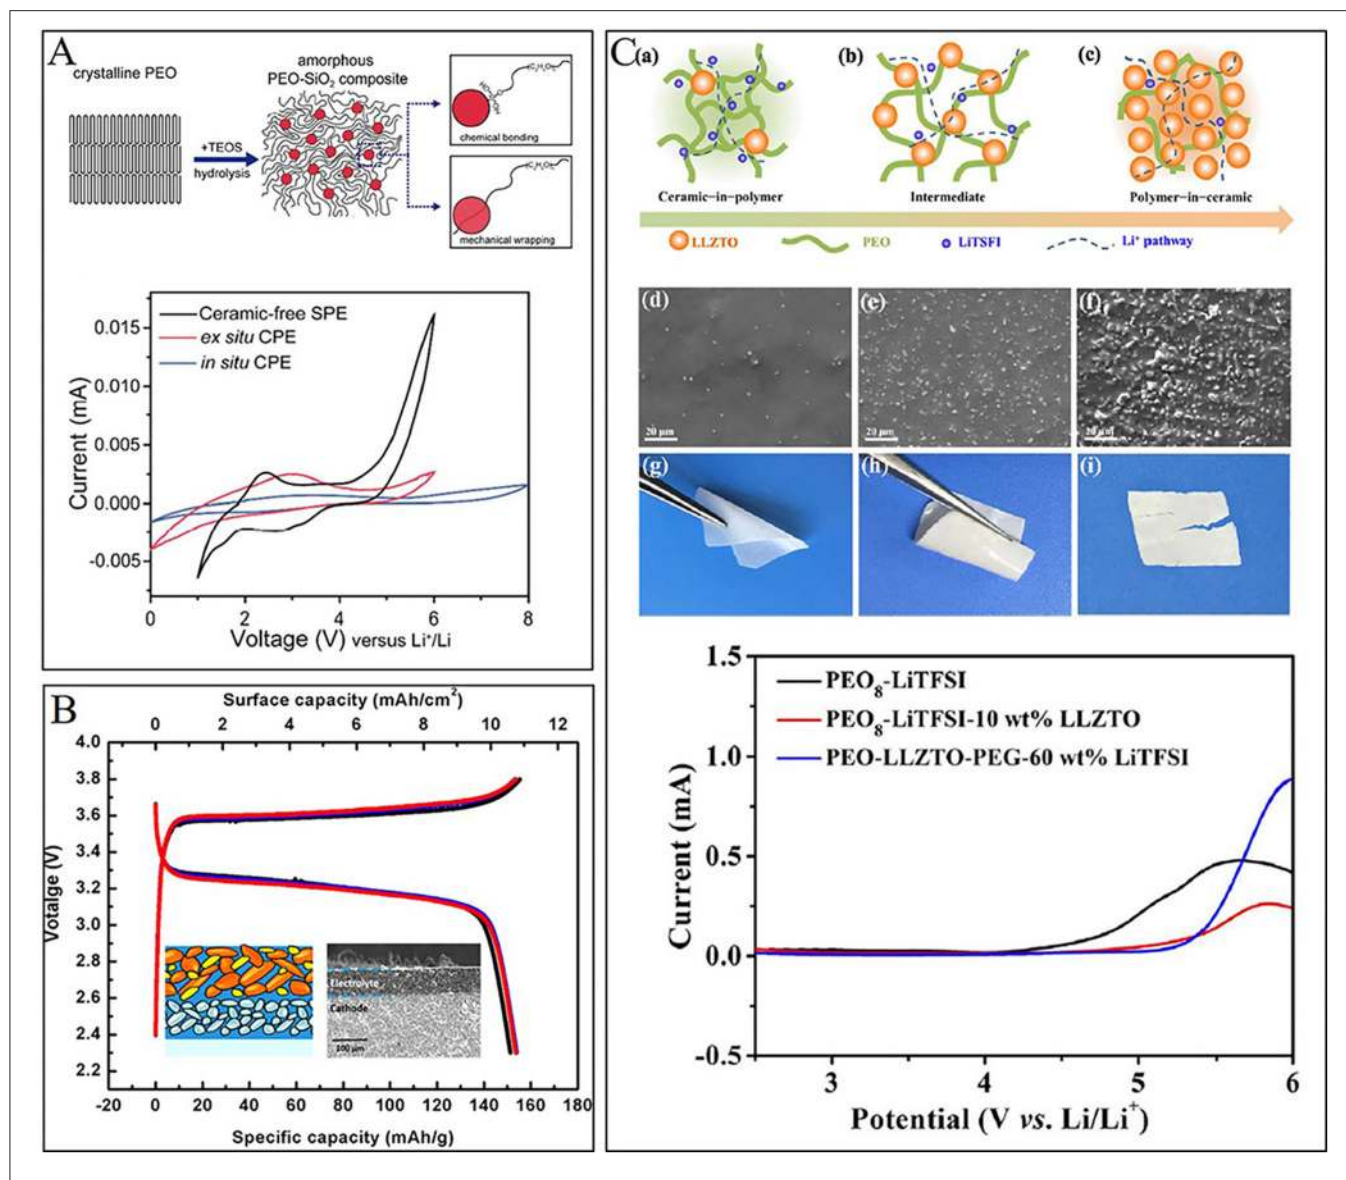 A
crystalline PEO
amorphous
PEO-SiO2 composite
+TEOS
hydrolysis
chemical bonding
mechanical wrapping
Ceramic-free SPE
ex situ CPE
in situ CPE
0.015
0.010
0.005
0.000
-0.005
Current (mA)
0 2 4 6 8
Voltage (V) versus Li⁺/Li
B
Surface capacity (mAh/cm²)
0 2 4 6 8 10 12
4.0
3.8
3.6
3.4
3.2
3.0
2.8
2.6
2.4
2.2
Votalge (V)
Electrolyte
Cathode
100 μm
-20 0 20 40 60 80 100 120 140 160 180
Specific capacity (mAh/g)
C
(a) (b) (c)
Ceramic-in-polymer Intermediate Polymer-in-ceramic
LLZTO PEO LiTSFI Li⁺ pathway
(d) (e) (f)
20 μm 20 μm 20 μm
(g) (h) (i)
1.5
1.0
0.5
0.0
-0.5
Current (mA)
PEO8-LiTFSI
PEO8-LiTFSI-10 wt% LLZTO
PEO-LLZTO-PEG-60 wt% LiTFSI
3 4 5 6
Potential (V vs. Li/Li⁺)